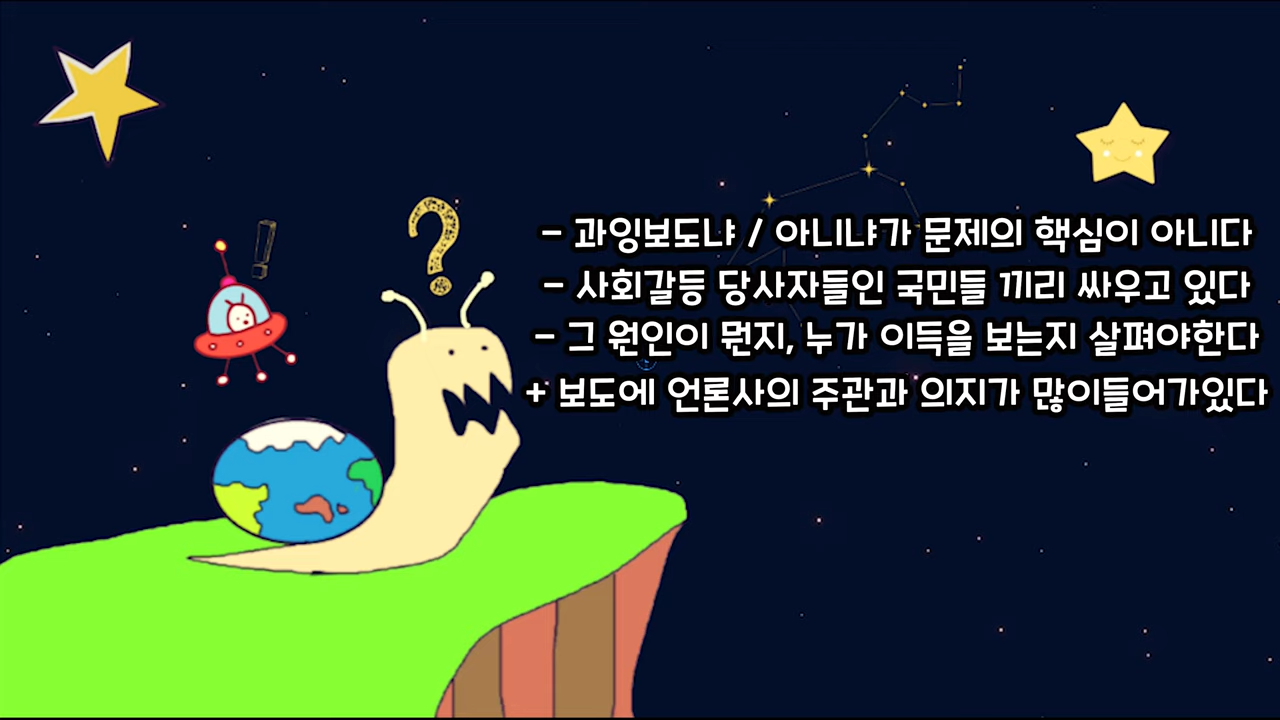 ?
!
- 과잉보도냐 / 아니냐가 문제의 핵심이 아니다
- 사회갈등 당사자들인 국민들 끼리 싸우고 있다
- 그 원인이 뭔지, 누가 이득을 보는지 살펴야한다
+ 보도에 언론사의 주관과 의지가 많이들어가있다